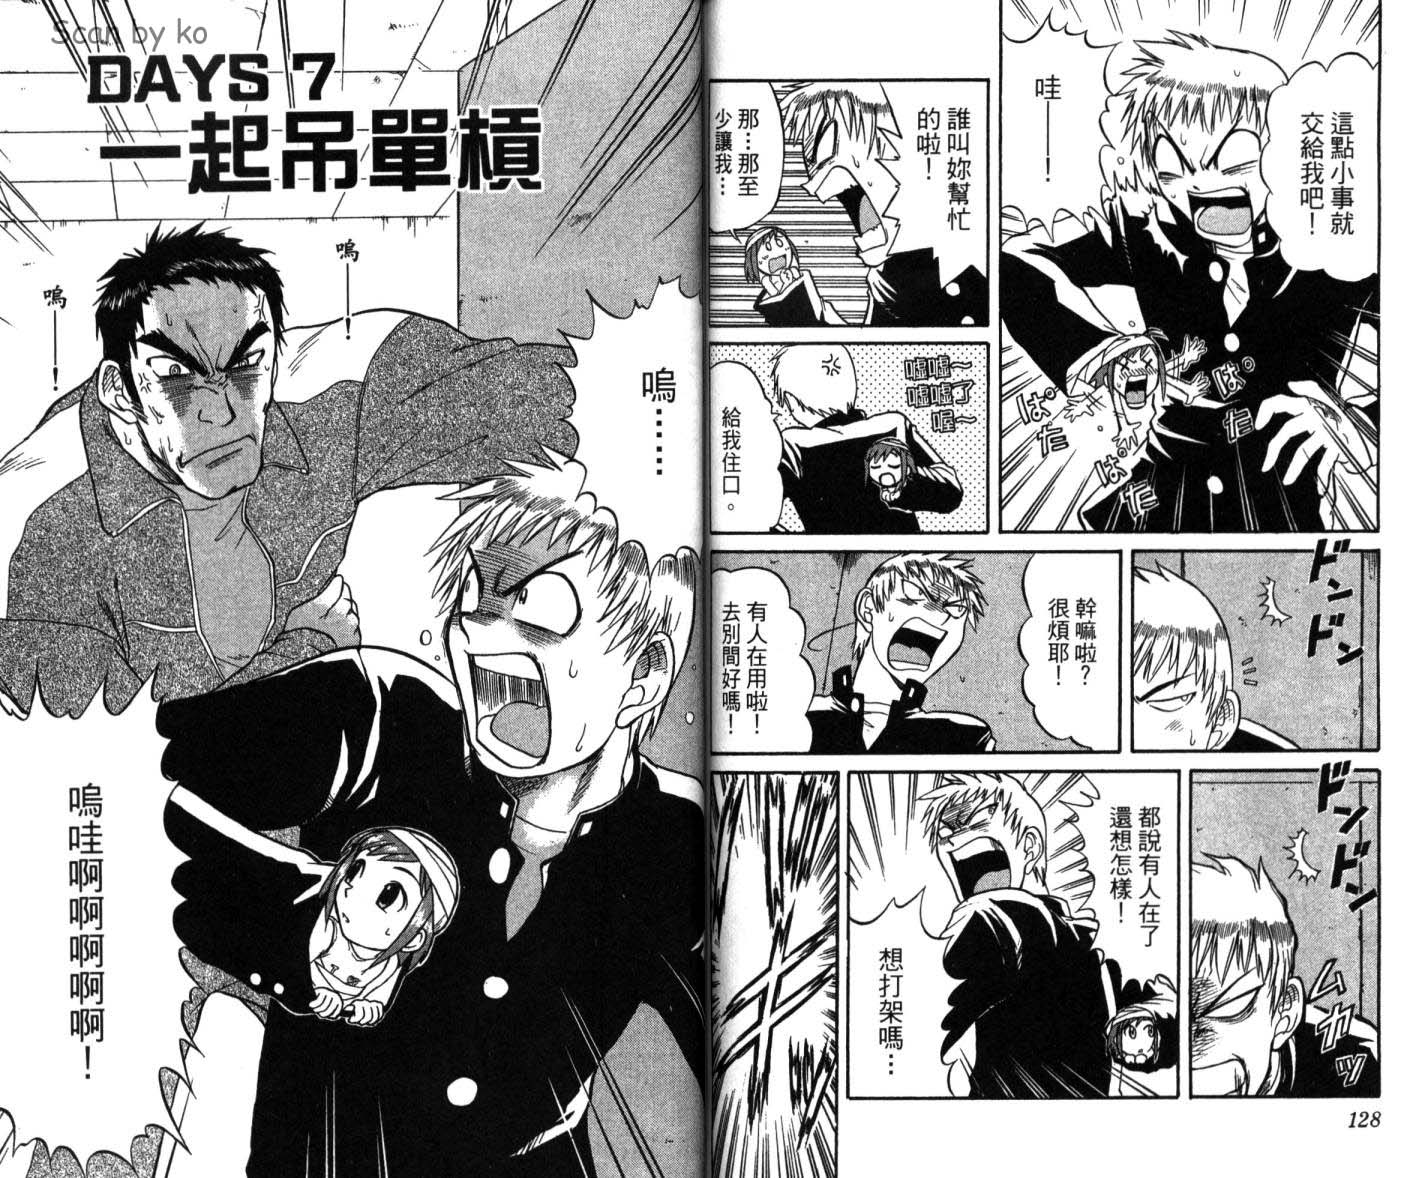 這點小事就
交給我吧！
哇——！
ぱた
ぱた
ぱた
誰叫妳幫忙
的啦！
那…那至
少讓我…
噓噓～
噓噓了
喔～
給我住口。
ドンドン
幹嘛啦？
很煩耶！
有人在用啦！
去別間好嗎！
ドンドン
ムカッ
都說有人在了
還想怎樣！
想打架嗎…
128
Scan by ko
DAYS 7
一起吊單槓
嗚……
嗚——！
嗚——！
嗚哇啊啊啊啊啊！